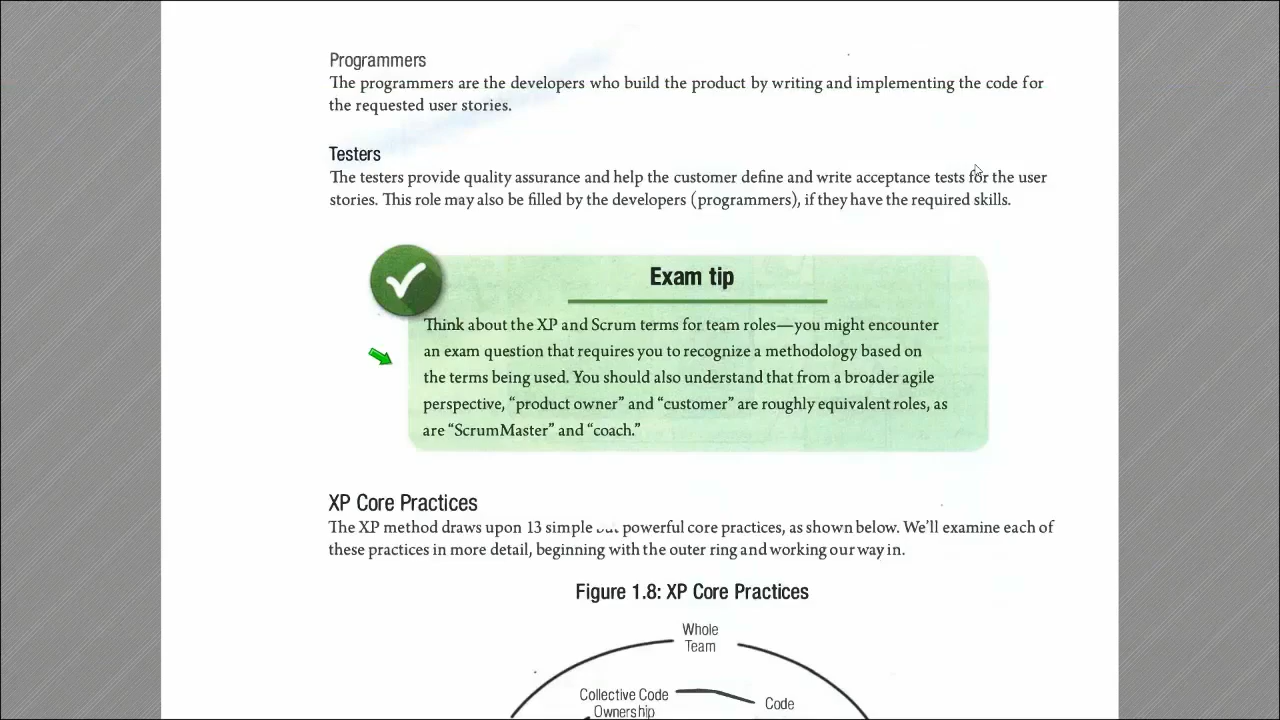 Programmers
The programmers are the developers who build the product by writing and implementing the code for
the requested user stories.
Testers
The testers provide quality assurance and help the customer define and write acceptance tests for the user
stories. This role may also be filled by the developers (programmers), if they have the required skills.
Exam tip
Think about the XP and Scrum terms for team roles—you might encounter
an exam question that requires you to recognize a methodology based on
the terms being used. You should also understand that from a broader agile
perspective, “product owner” and “customer” are roughly equivalent roles, as
are “ScrumMaster” and “coach.”
XP Core Practices
The XP method draws upon 13 simple but powerful core practices, as shown below. We’ll examine each of
these practices in more detail, beginning with the outer ring and working our way in.
Figure 1.8: XP Core Practices
Whole
Team
Collective Code
Ownership
Code